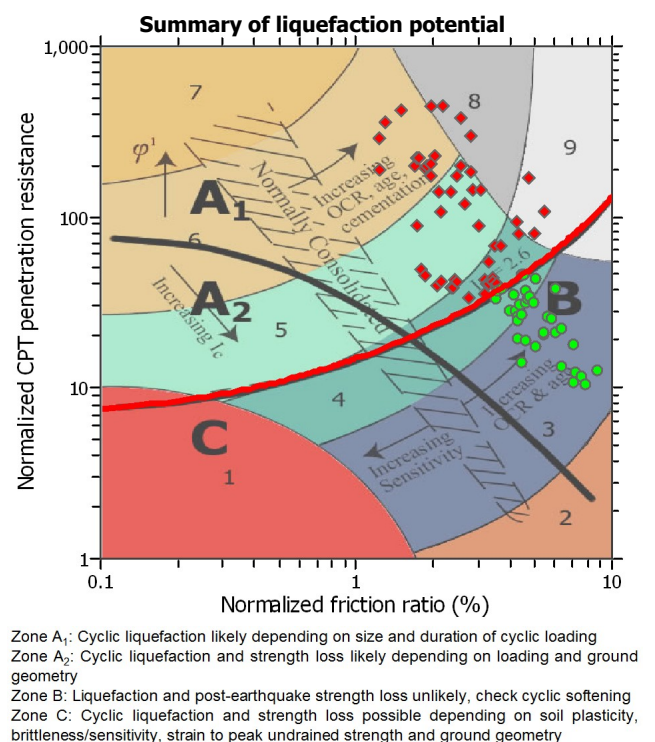 Summary of liquefaction potential
Normalized CPT penetration resistance
1,000
100
10
1
7
8
9
φ¹
A₁
Normally Consolidated
Increasing
OCR, age,
cementation
6
A₂
Increasing Ic
5
= 2.6
B
4
Increasing
OCR & age
3
C
Increasing
Sensitivity
1
2
0.1
1
10
Normalized friction ratio (%)
Zone A₁: Cyclic liquefaction likely depending on size and duration of cyclic loading
Zone A₂: Cyclic liquefaction and strength loss likely depending on loading and ground
geometry
Zone B: Liquefaction and post-earthquake strength loss unlikely, check cyclic softening
Zone C: Cyclic liquefaction and strength loss possible depending on soil plasticity,
brittleness/sensitivity, strain to peak undrained strength and ground geometry